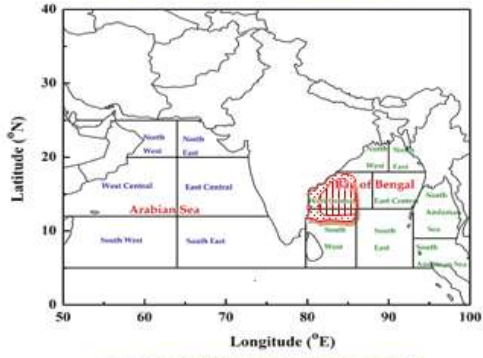 40
30
20
10
0
Latitude (°N)
North
West
North
East
West Central
East Central
Arabian Sea
South West
South East
North
West
North
East
Bay of Bengal
East Central
North
Andaman
Sea
South
West
South
East
South
Andaman Sea
50
60
70
80
90
100
Longitude (°E)